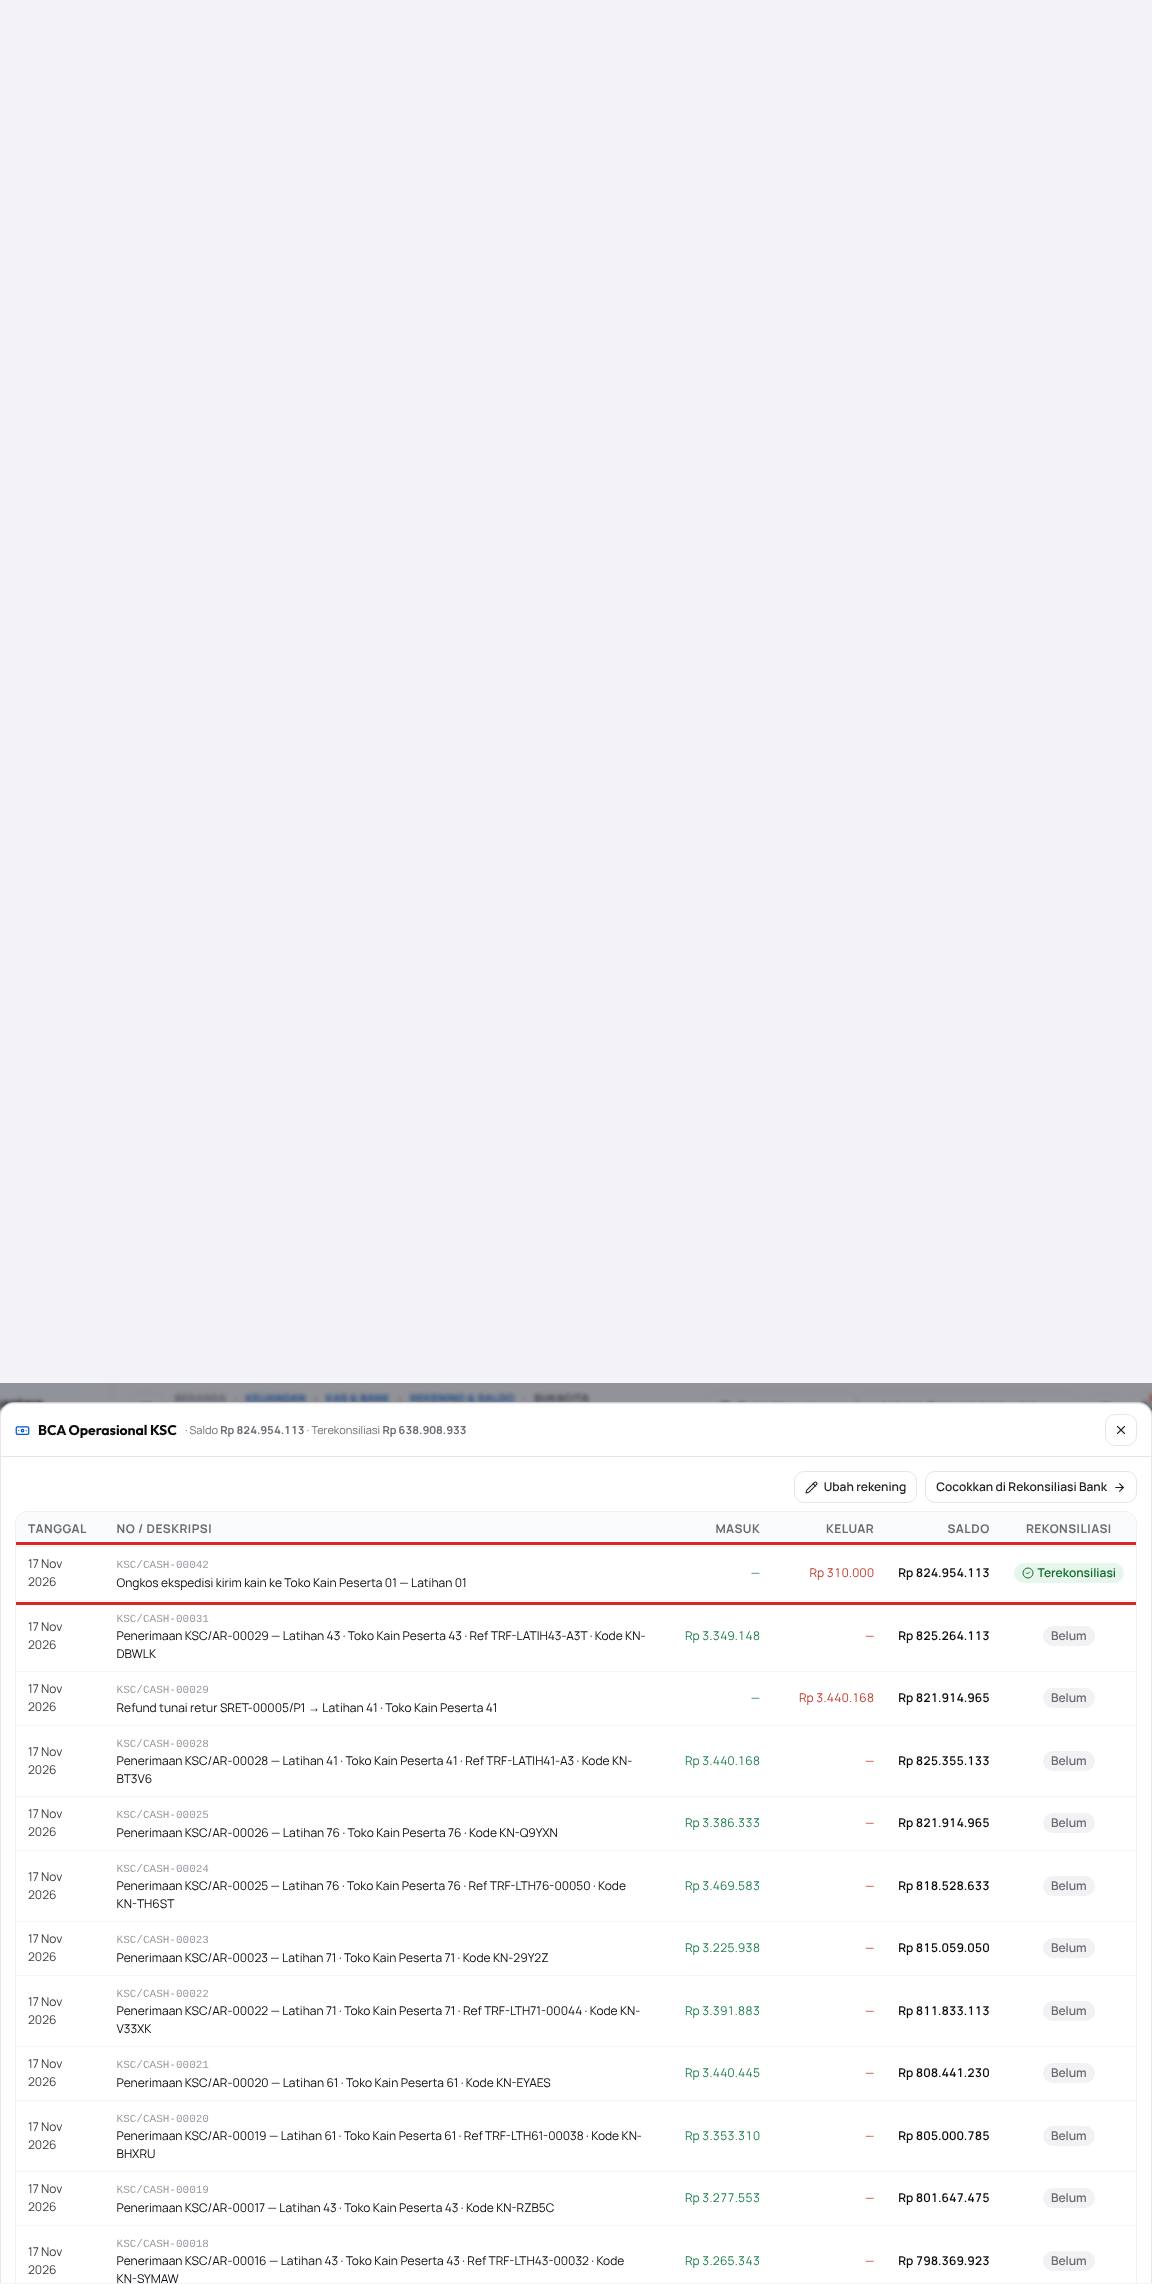 KEUANGAN · KAS & BANK · REKENING & SALDO
BCA Operasional KSC · Saldo Rp 824.954.113 · Terekonsiliasi Rp 638.908.933
Ubah rekening Cocokkan di Rekonsiliasi Bank →
TANGGAL NO / DESKRIPSI MASUK KELUAR SALDO REKONSILIASI
17 Nov
2026
KSC/CASH-00042
Ongkos ekspedisi kirim kain ke Toko Kain Peserta 01 — Latihan 01
— Rp 310.000 Rp 824.954.113 Terekonsiliasi
17 Nov
2026
KSC/CASH-00031
Penerimaan KSC/AR-00029 — Latihan 43 · Toko Kain Peserta 43 · Ref TRF-LATIH43-A3T · Kode KN-
DBWLK
Rp 3.349.148 — Rp 825.264.113 Belum
17 Nov
2026
KSC/CASH-00029
Refund tunai retur SRET-00005/P1 → Latihan 41 · Toko Kain Peserta 41
— Rp 3.440.168 Rp 821.914.965 Belum
17 Nov
2026
KSC/CASH-00028
Penerimaan KSC/AR-00028 — Latihan 41 · Toko Kain Peserta 41 · Ref TRF-LATIH41-A3 · Kode KN-
BT3V6
Rp 3.440.168 — Rp 825.355.133 Belum
17 Nov
2026
KSC/CASH-00025
Penerimaan KSC/AR-00026 — Latihan 76 · Toko Kain Peserta 76 · Kode KN-Q9YXN
Rp 3.386.333 — Rp 821.914.965 Belum
17 Nov
2026
KSC/CASH-00024
Penerimaan KSC/AR-00025 — Latihan 76 · Toko Kain Peserta 76 · Ref TRF-LTH76-00050 · Kode
KN-TH6ST
Rp 3.469.583 — Rp 818.528.633 Belum
17 Nov
2026
KSC/CASH-00023
Penerimaan KSC/AR-00023 — Latihan 71 · Toko Kain Peserta 71 · Kode KN-29Y2Z
Rp 3.225.938 — Rp 815.059.050 Belum
17 Nov
2026
KSC/CASH-00022
Penerimaan KSC/AR-00022 — Latihan 71 · Toko Kain Peserta 71 · Ref TRF-LTH71-00044 · Kode KN-
V33XK
Rp 3.391.883 — Rp 811.833.113 Belum
17 Nov
2026
KSC/CASH-00021
Penerimaan KSC/AR-00020 — Latihan 61 · Toko Kain Peserta 61 · Kode KN-EYAES
Rp 3.440.445 — Rp 808.441.230 Belum
17 Nov
2026
KSC/CASH-00020
Penerimaan KSC/AR-00019 — Latihan 61 · Toko Kain Peserta 61 · Ref TRF-LTH61-00038 · Kode KN-
BHXRU
Rp 3.353.310 — Rp 805.000.785 Belum
17 Nov
2026
KSC/CASH-00019
Penerimaan KSC/AR-00017 — Latihan 43 · Toko Kain Peserta 43 · Kode KN-RZB5C
Rp 3.277.553 — Rp 801.647.475 Belum
17 Nov
2026
KSC/CASH-00018
Penerimaan KSC/AR-00016 — Latihan 43 · Toko Kain Peserta 43 · Ref TRF-LTH43-00032 · Kode
KN-SYMAW
Rp 3.265.343 — Rp 798.369.923 Belum